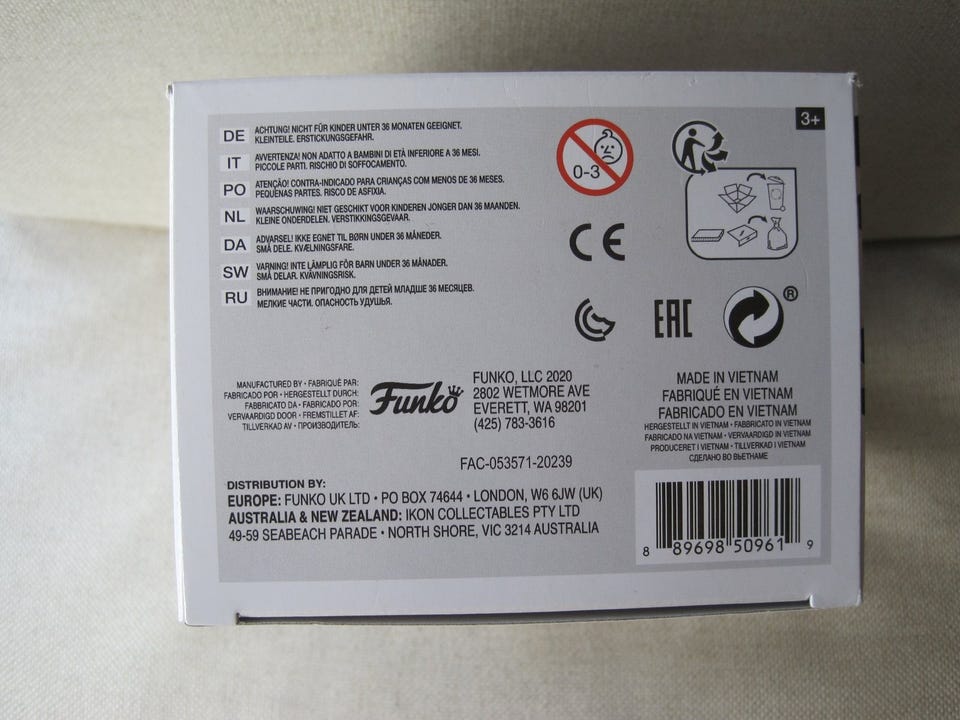 3+
DE ACHTUNG! NICHT FÜR KINDER UNTER 36 MONATEN GEEIGNET.
KLEINTEILE. ERSTICKUNGSGEFAHR.
IT AVVERTENZA! NON ADATTO A BAMBINI DI ETÀ INFERIORE A 36 MESI.
PICCOLE PARTI. RISCHIO DI SOFFOCAMENTO.
PO ATENÇÃO! CONTRA-INDICADO PARA CRIANÇAS COM MENOS DE 36 MESES.
PEQUENAS PARTES. RISCO DE ASFIXIA.
NL WAARSCHUWING! NIET GESCHIKT VOOR KINDEREN JONGER DAN 36 MAANDEN.
KLEINE ONDERDELEN. VERSTIKKINGSGEVAAR.
DA ADVARSEL! IKKE EGNET TIL BØRN UNDER 36 MÅNEDER.
SMÅ DELE. KVÆLNINGSFARE.
SW VARNING! INTE LÄMPLIG FÖR BARN UNDER 36 MÅNADER.
SMÅ DELAR. KVÄVNINGSRISK.
RU ВНИМАНИЕ! НЕ ПРИГОДНО ДЛЯ ДЕТЕЙ МЛАДШЕ 36 МЕСЯЦЕВ.
МЕЛКИЕ ЧАСТИ. ОПАСНОСТЬ УДУШЬЯ.
0-3
CE
EAC
®
MANUFACTURED BY • FABRIQUÉ PAR:
FABRICADO POR • HERGESTELLT DURCH:
FABBRICATO DA • FABRICADO POR:
VERVAARDIGD DOOR • FREMSTILLET AF:
TILLVERKAD AV • ПРОИЗВОДИТЕЛЬ:
Funko
FUNKO, LLC 2020
2802 WETMORE AVE
EVERETT, WA 98201
(425) 783-3616
FAC-053571-20239
MADE IN VIETNAM
FABRIQUÉ EN VIETNAM
FABRICADO EN VIETNAM
HERGESTELLT IN VIETNAM • FABBRICATO IN VIETNAM
FABRICADO NA VIETNAM • VERVAARDIGD IN VIETNAM
PRODUCERET I VIETNAM • TILLVERKAD I VIETNAM
СДЕЛАНО ВО ВЬЕТНАМЕ
DISTRIBUTION BY:
EUROPE: FUNKO UK LTD • PO BOX 74644 • LONDON, W6 6JW (UK)
AUSTRALIA & NEW ZEALAND: IKON COLLECTABLES PTY LTD
49-59 SEABEACH PARADE • NORTH SHORE, VIC 3214 AUSTRALIA
8 89698 50961 9